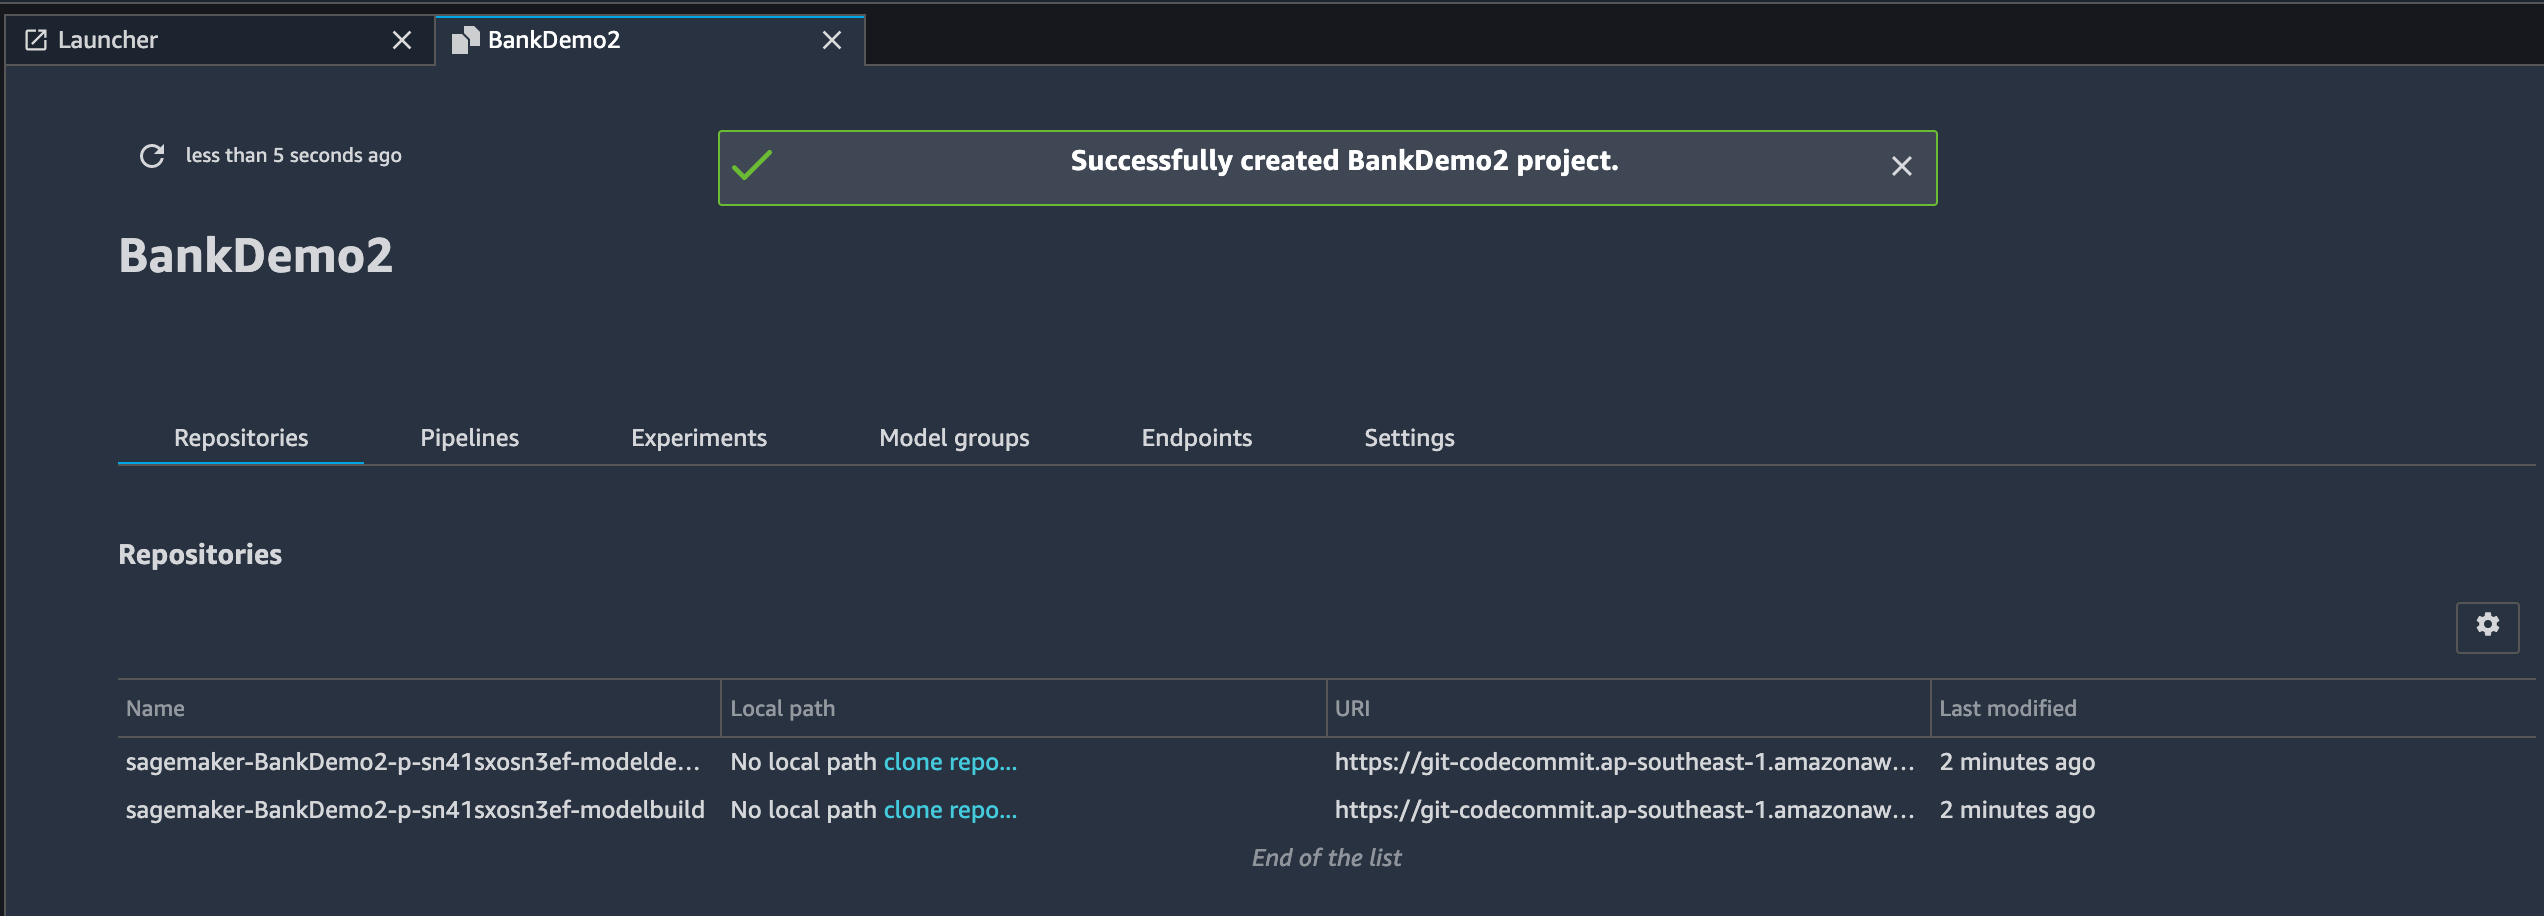 Launcher
BankDemo2
less than 5 seconds ago
Successfully created BankDemo2 project.
BankDemo2
Repositories Pipelines Experiments Model groups Endpoints Settings
Repositories
Name Local path URI Last modified
sagemaker-BankDemo2-p-sn41sxosn3ef-modelde... No local path clone repo... https://git-codecommit.ap-southeast-1.amazonaw... 2 minutes ago
sagemaker-BankDemo2-p-sn41sxosn3ef-modelbuild No local path clone repo... https://git-codecommit.ap-southeast-1.amazonaw... 2 minutes ago
End of the list